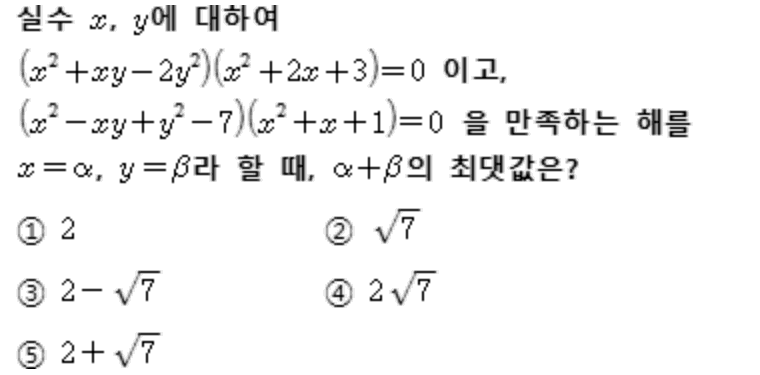 실수 x, y에 대하여
(x²+xy−2y²)(x²+2x+3)=0 이고,
(x²−xy+y²−7)(x²+x+1)=0 을 만족하는 해를
x=α, y=β라 할 때, α+β의 최댓값은?
① 2 ② √7
③ 2−√7 ④ 2√7
⑤ 2+√7